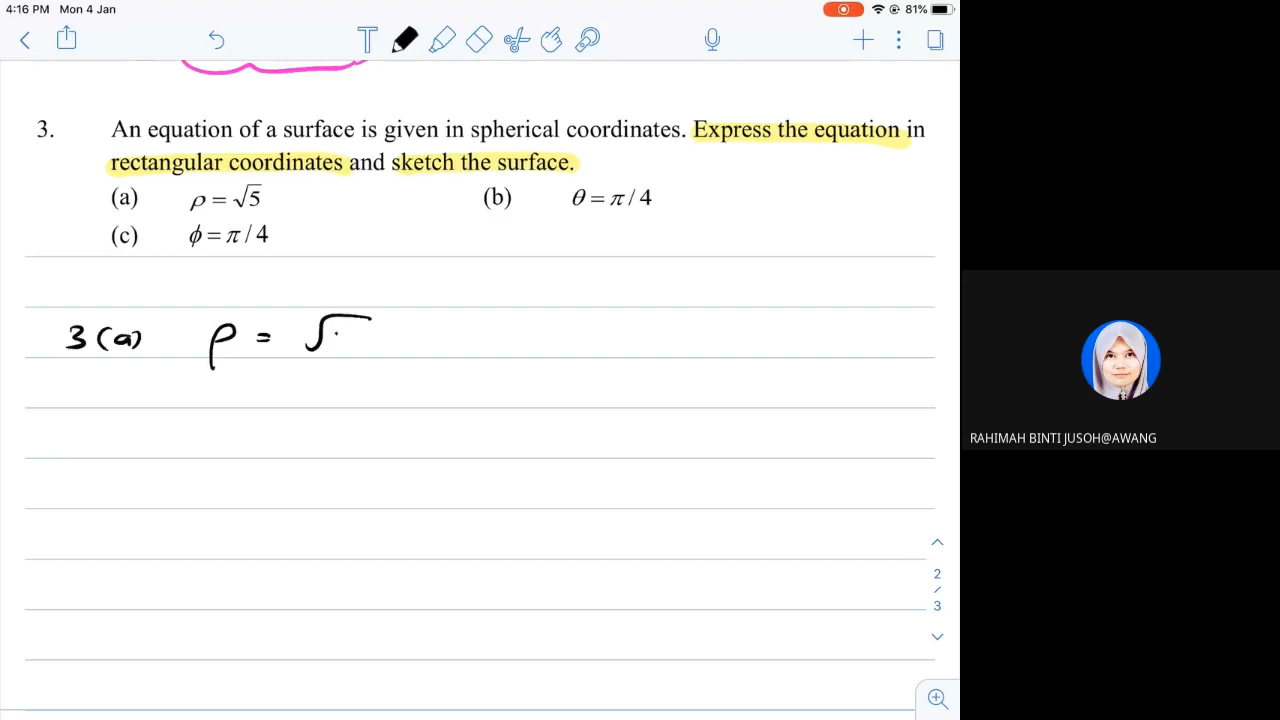 4:16 PM Mon 4 Jan 81%
T
3. An equation of a surface is given in spherical coordinates. Express the equation in
rectangular coordinates and sketch the surface.
(a) ρ = √5 (b) θ = π / 4
(c) ϕ = π / 4
3 (a) ρ = √
2
/
3
RAHIMAH BINTI JUSOH@AWANG